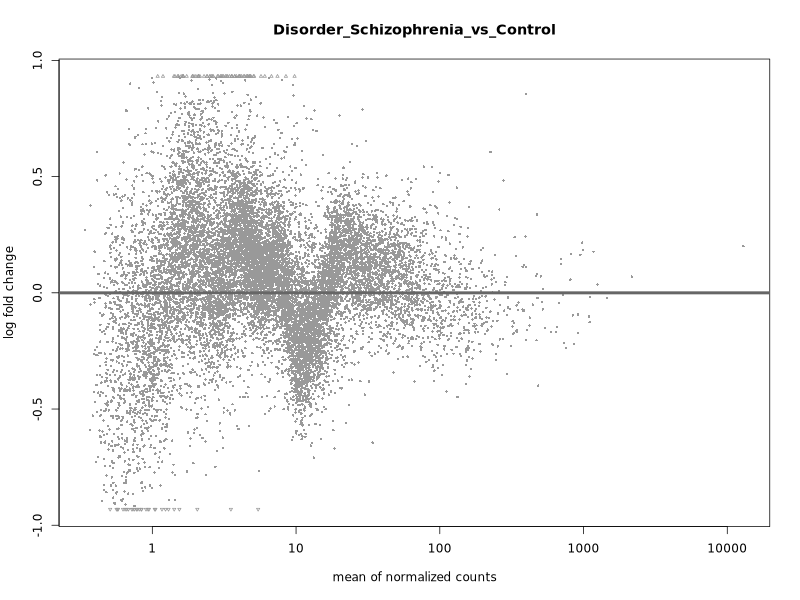 Disorder_Schizophrenia_vs_Control
1.0
0.5
0.0
-0.5
-1.0
log fold change
1 10 100 1000 10000
mean of normalized counts